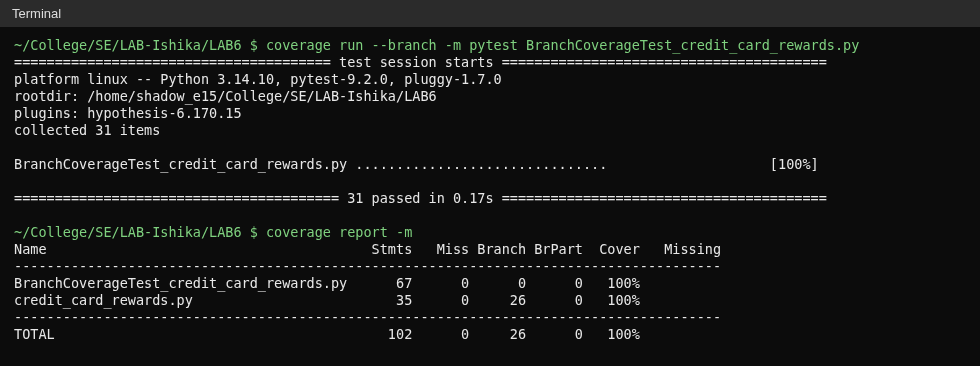 Terminal
~/College/SE/LAB-Ishika/LAB6 $ coverage run --branch -m pytest BranchCoverageTest_credit_card_rewards.py
======================================= test session starts ========================================
platform linux -- Python 3.14.10, pytest-9.2.0, pluggy-1.7.0
rootdir: /home/shadow_e15/College/SE/LAB-Ishika/LAB6
plugins: hypothesis-6.170.15
collected 31 items
BranchCoverageTest_credit_card_rewards.py ...............................                    [100%]
======================================== 31 passed in 0.17s ========================================
~/College/SE/LAB-Ishika/LAB6 $ coverage report -m
Name                                        Stmts   Miss Branch BrPart  Cover   Missing
---------------------------------------------------------------------------------------
BranchCoverageTest_credit_card_rewards.py      67      0      0      0   100%
credit_card_rewards.py                         35      0     26      0   100%
---------------------------------------------------------------------------------------
TOTAL                                         102      0     26      0   100%